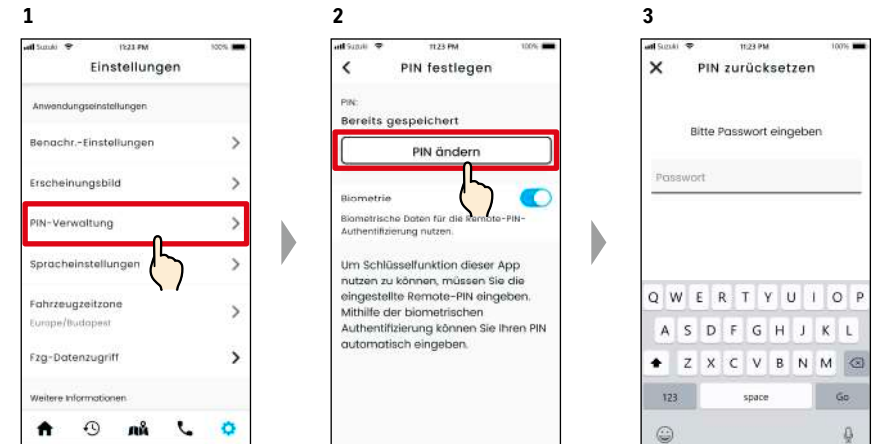 1
Suzuki 11:23 PM 100%
Einstellungen
Anwendungseinstellungen
Benachr.-Einstellungen
Erscheinungsbild
PIN-Verwaltung
Spracheinstellungen
Fahrzeugzeitzone
Europe/Budapest
Fzg-Datenzugriff
Weitere Informationen
2
Suzuki 11:23 PM 100%
PIN festlegen
PIN:
Bereits gespeichert
PIN ändern
Biometrie
Biometrische Daten für die Remote-PIN-
Authentifizierung nutzen.
Um Schlüsselfunktion dieser App
nutzen zu können, müssen Sie die
eingestellte Remote-PIN eingeben.
Mithilfe der biometrischen
Authentifizierung können Sie Ihren PIN
automatisch eingeben.
3
Suzuki 11:23 PM 100%
PIN zurücksetzen
Bitte Passwort eingeben
Passwort
Q W E R T Y U I O P
A S D F G H J K L
Z X C V B N M
123 space Go